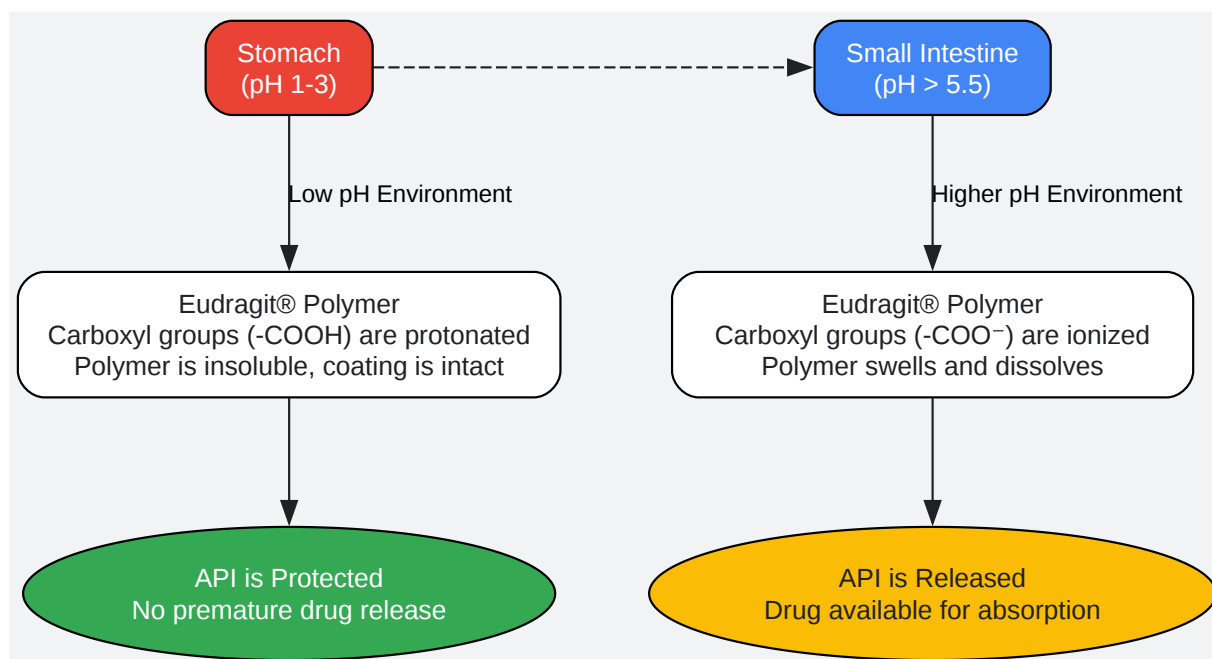 Stomach
(pH 1-3)
Small Intestine
(pH > 5.5)
Low pH Environment
Higher pH Environment
Eudragit® Polymer
Carboxyl groups (-COOH) are protonated
Polymer is insoluble, coating is intact
Eudragit® Polymer
Carboxyl groups (-COO⁻) are ionized
Polymer swells and dissolves
API is Protected
No premature drug release
API is Released
Drug available for absorption